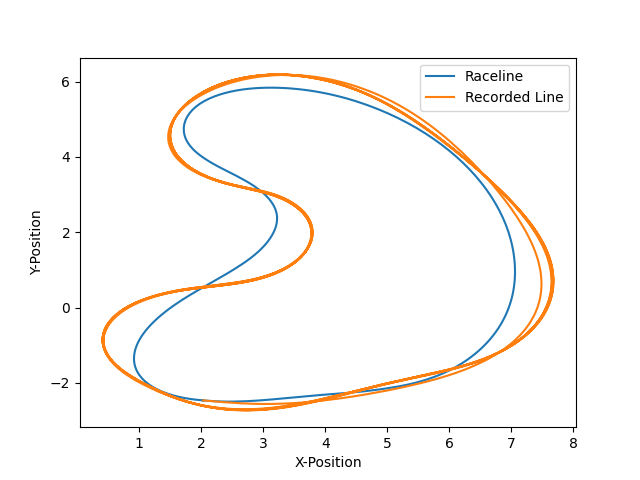 Raceline
Recorded Line
6
4
2
0
−2
Y-Position
1 2 3 4 5 6 7 8
X-Position